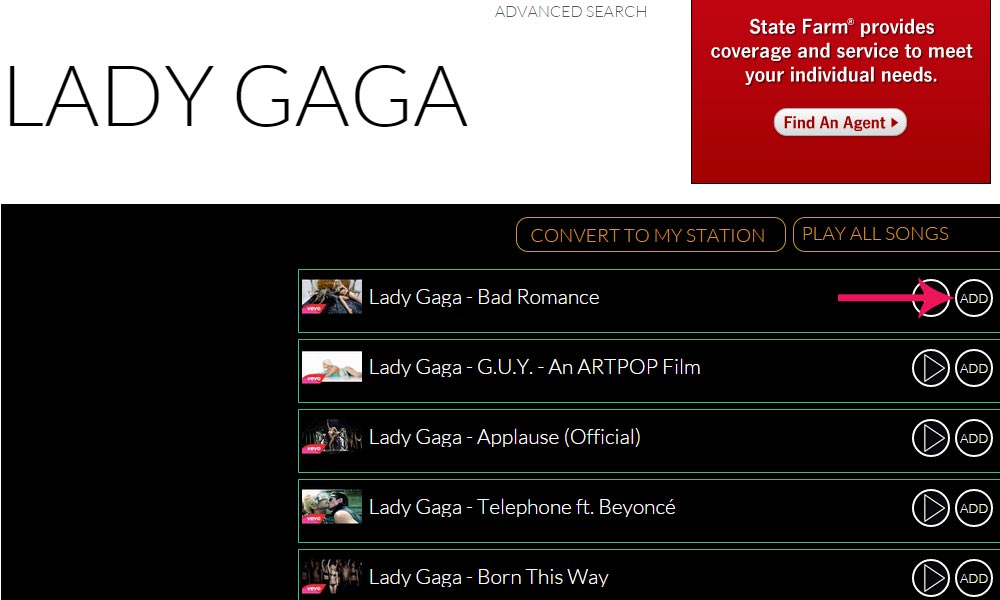 ADVANCED SEARCH
State Farm® provides
coverage and service to meet
your individual needs.
Find An Agent
LADY GAGA
CONVERT TO MY STATION
PLAY ALL SONGS
vevo
Lady Gaga - Bad Romance
ADD
vevo
Lady Gaga - G.U.Y. - An ARTPOP Film
ADD
vevo
Lady Gaga - Applause (Official)
ADD
vevo
Lady Gaga - Telephone ft. Beyoncé
ADD
vevo
Lady Gaga - Born This Way
ADD